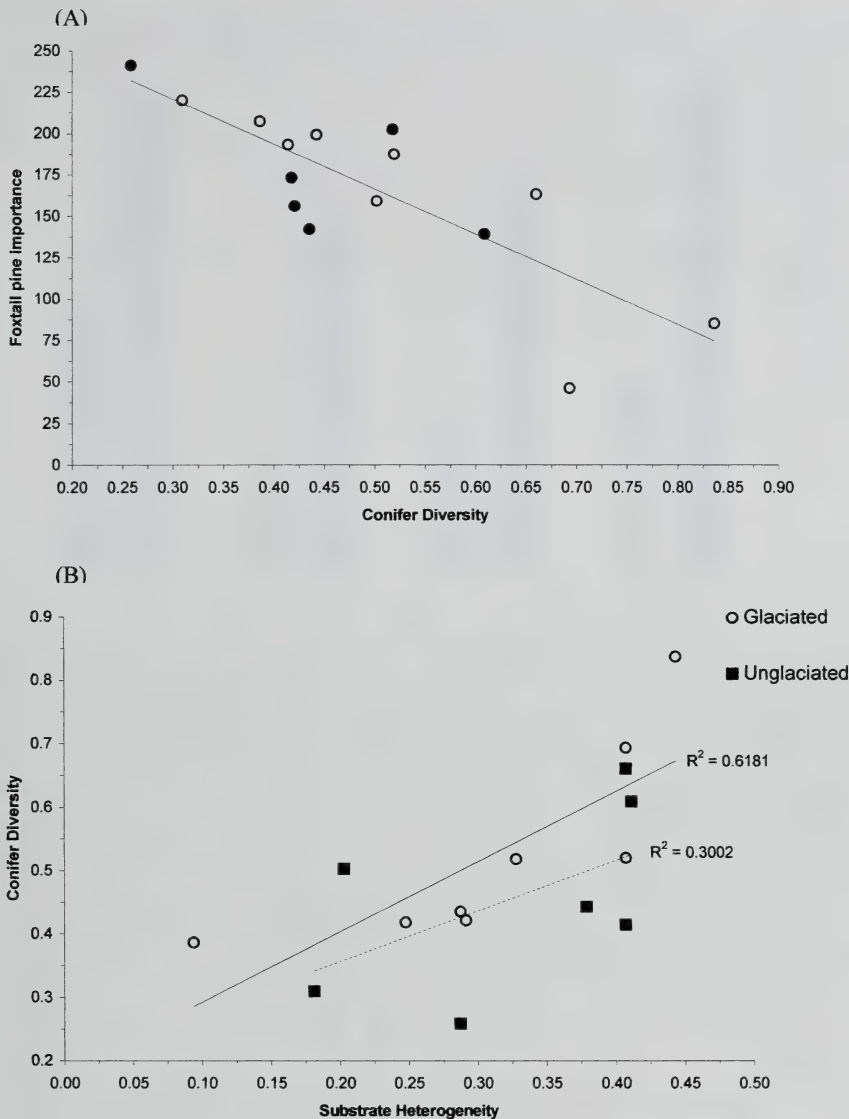 (A)
250
225
200
175
150
125
100
75
50
25
0
Foxtail pine importance
0.20 0.25 0.30 0.35 0.40 0.45 0.50 0.55 0.60 0.65 0.70 0.75 0.80 0.85 0.90
Conifer Diversity
(B)
0.9
0.8
0.7
0.6
0.5
0.4
0.3
0.2
Conifer Diversity
Glaciated
Unglaciated
R² = 0.6181
R² = 0.3002
0.00 0.10 0.15 0.20 0.25 0.30 0.35 0.40 0.45 0.50
Substrate Heterogeneity